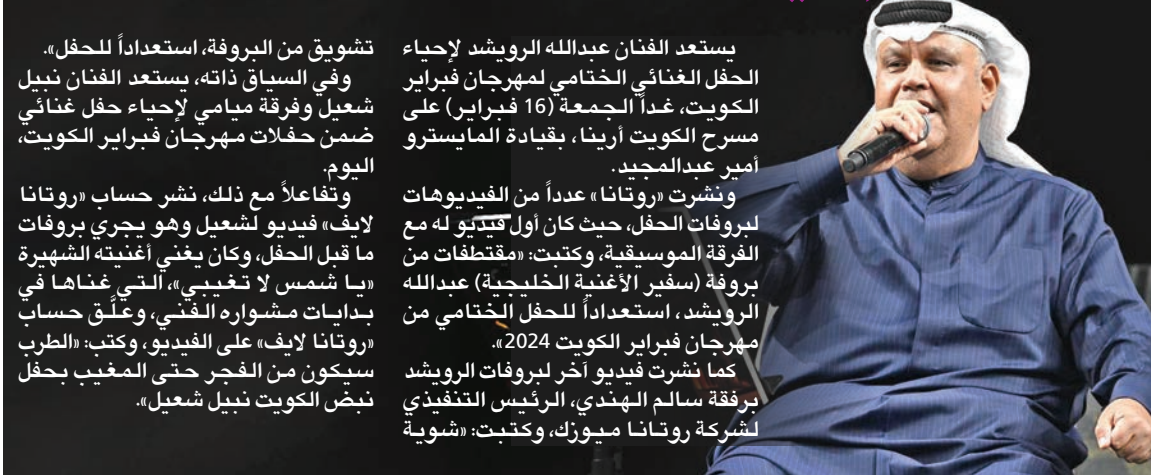 يستعد الفنان عبدالله الرويشد لإحياء
الحفل الغنائي الختامي لمهرجان فبراير
الكويت، غداً الجمعة (16 فبراير) على
مسرح الكويت أرينا ، بقيادة المايسترو
أمير عبدالمجيد.
ونشرت «روتانا» عدداً من الفيديوهات
لبروفات الحفل، حيث كان أول فيديو له مع
الفرقة الموسيقية، وكتبت: «مقتطفات من
بروفة (سفير الأغنية الخليجية) عبدالله
الرويشد، استعداداً للحفل الختامي من
مهرجان فبراير الكويت 2024».
كما نشرت فيديو آخر لبروفات الرويشد
برفقة سالم الهندي، الرئيس التنفيذي
لشركة روتانا ميوزك، وكتبت: «شوية
تشويق من البروفة، استعداداً للحفل».
وفي السياق ذاته، يستعد الفنان نبيل
شعيل وفرقة ميامي لإحياء حفل غنائي
ضمن حفلات مهرجان فبراير الكويت،
اليوم.
وتفاعلاً مع ذلك، نشر حساب «روتانا
لايف» فيديو لشعيل وهو يجري بروفات
ما قبل الحفل، وكان يغني أغنيته الشهيرة
«يا شمس لا تغيبي»، التي غناها في
بدايات مشواره الفني، وعلَّق حساب
«روتانا لايف» على الفيديو، وكتب: «الطرب
سيكون من الفجر حتى المغيب بحفل
نبض الكويت نبيل شعيل».